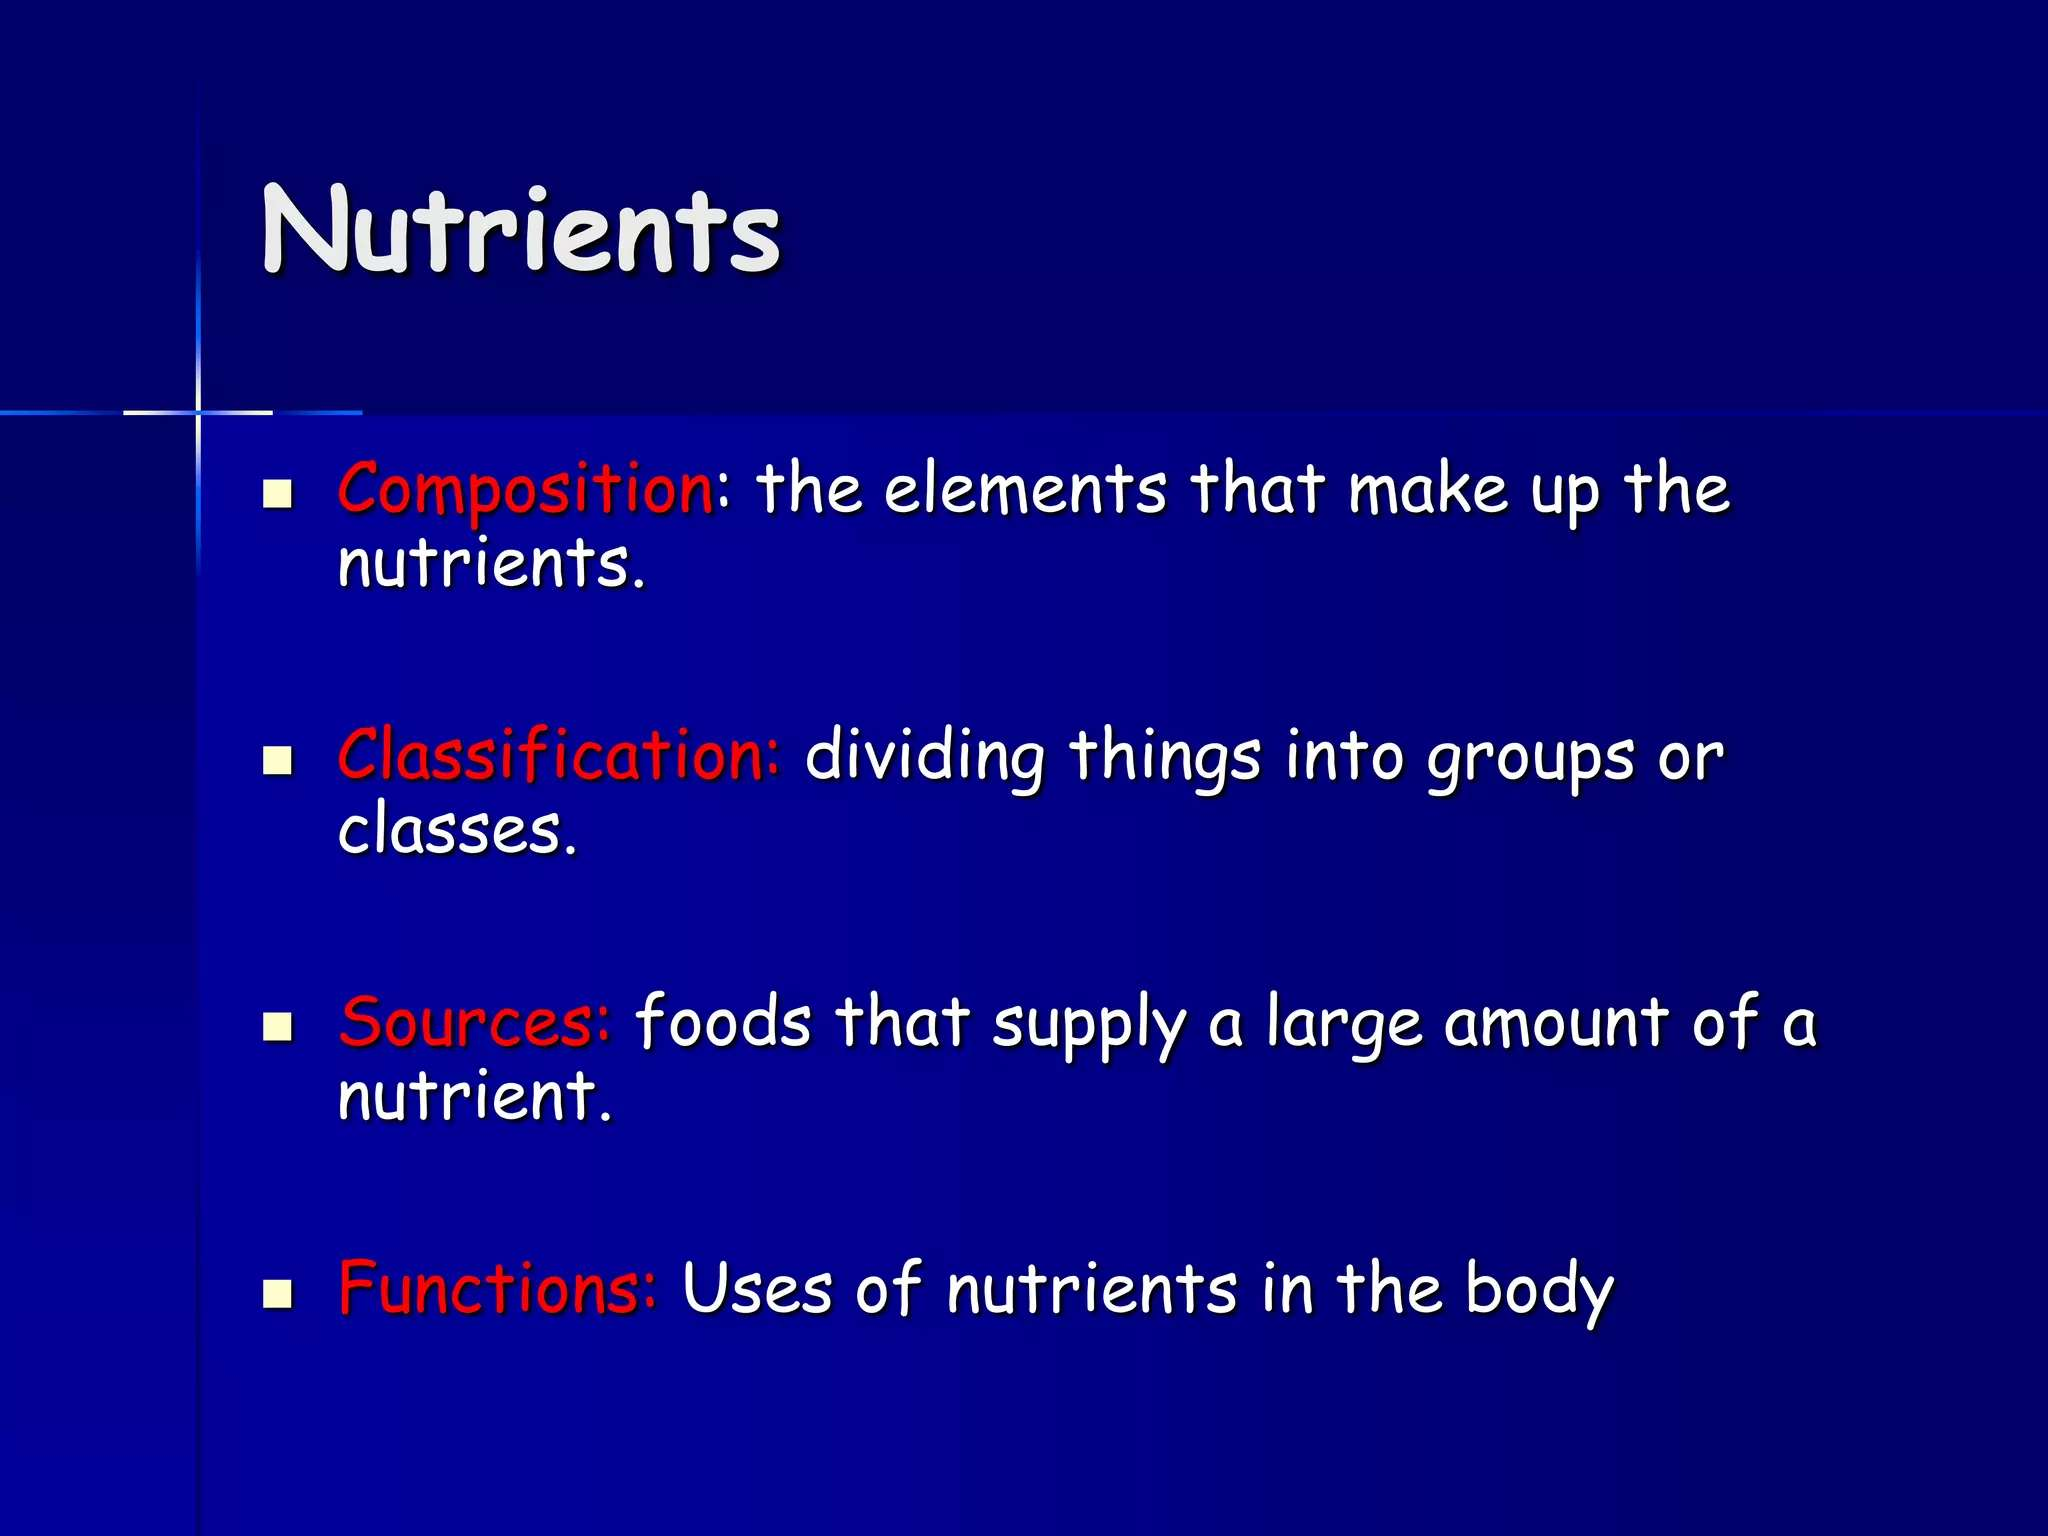 Nutrients
Composition: the elements that make up the
nutrients.
Classification: dividing things into groups or
classes.
Sources: foods that supply a large amount of a
nutrient.
Functions: Uses of nutrients in the body